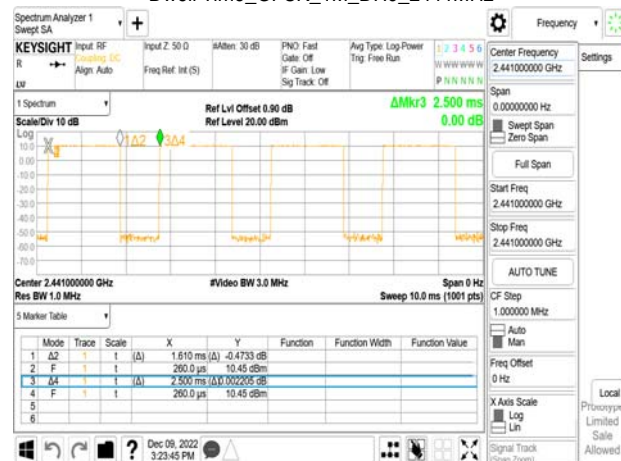 Spectrum Analyzer 1
Swept SA
Frequency
KEYSIGHT
Input: RF
Coupling: DC
Align: Auto
Input Z: 50 Ω
Freq Ref: Int (S)
#Atten: 30 dB
PNO: Fast
Gate: Off
IF Gain: Low
Sig Track: Off
Avg Type: Log-Power
Trig: Free Run
1 2 3 4 5 6
W W W W W W
P N N N N N
R
LU
Center Frequency
2.441000000 GHz
Settings
1 Spectrum
Ref Lvl Offset 0.90 dB
ΔMkr3 2.500 ms
Scale/Div 10 dB
Ref Level 20.00 dBm
0.00 dB
Span
0.00000000 Hz
Swept Span
Zero Span
Full Span
Start Freq
2.441000000 GHz
Stop Freq
2.441000000 GHz
AUTO TUNE
CF Step
1.000000 MHz
Auto
Man
Freq Offset
0 Hz
X Axis Scale
Log
Lin
Signal Track
(Span Zoom)
Local
Prototype
Limited
Sale
Allowed
Log
1Δ2
3Δ4
10.0
0.00
-10.0
-20.0
-30.0
-40.0
-50.0
-60.0
-70.0
Center 2.441000000 GHz
#Video BW 3.0 MHz
Span 0 Hz
Res BW 1.0 MHz
Sweep 10.0 ms (1001 pts)
5 Marker Table
Mode Trace Scale X Y Function Function Width Function Value
1 Δ2 1 t (Δ) 1.610 ms (Δ) -0.4733 dB
2 F 1 t 260.0 µs 10.45 dBm
3 Δ4 1 t (Δ) 2.500 ms (Δ) 0.002205 dB
4 F 1 t 260.0 µs 10.45 dBm
5
6
?
Dec 09, 2022
3:23:45 PM